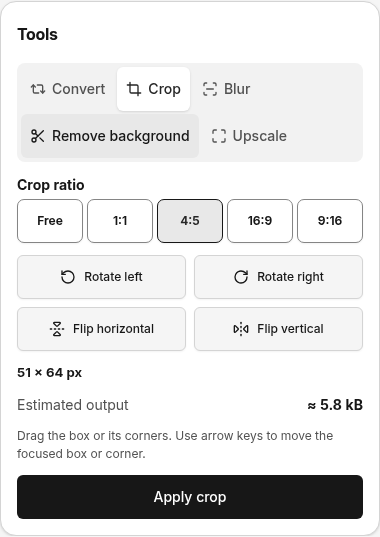 Tools
Convert Crop Blur
Remove background Upscale
Crop ratio
Free 1:1 4:5 16:9 9:16
Rotate left Rotate right
Flip horizontal Flip vertical
51 × 64 px
Estimated output ≈ 5.8 kB
Drag the box or its corners. Use arrow keys to move the
focused box or corner.
Apply crop